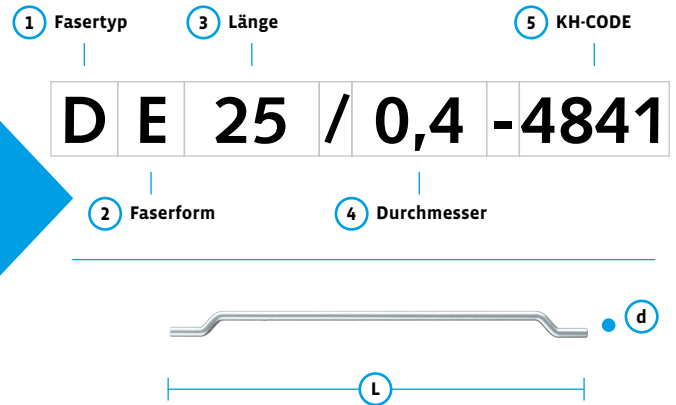 1 Fasertyp 3 Länge 5 KH-CODE
D E 25 / 0,4 -4841
2 Faserform 4 Durchmesser
d
L